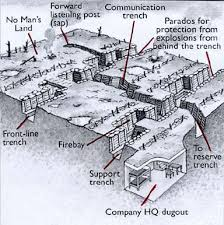 No Man's
Land
Forward
listening post
(sap)
Communication
trench
Parados for
protection from
explosions from
behind the trench
Front-line
trench
Firebay
Support
trench
To
reserve
trench
Company HQ dugout